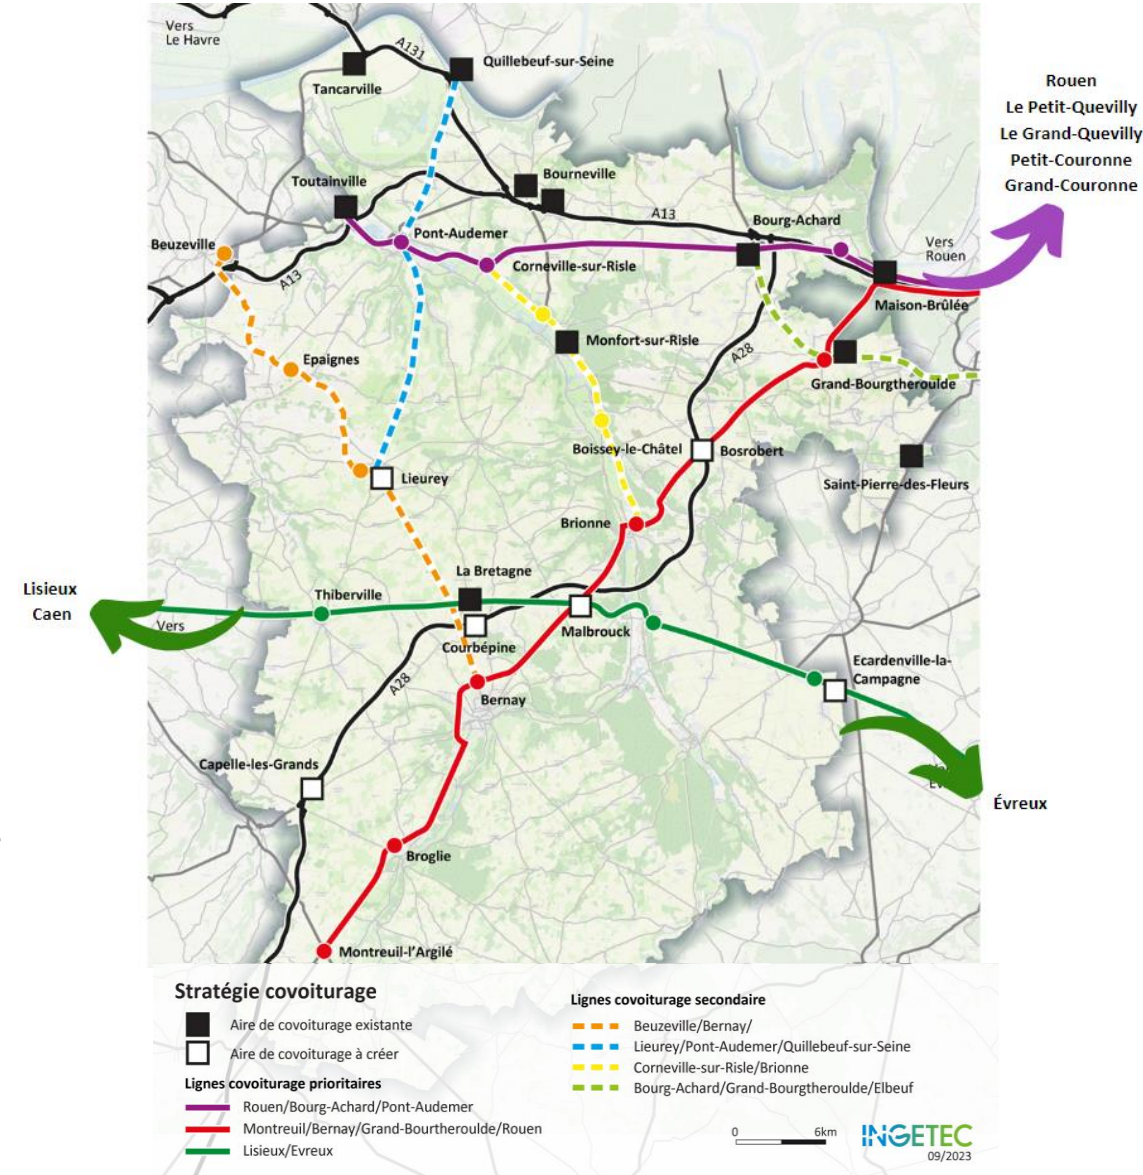 Vers
Le Havre
A131
Quillebeuf-sur-Seine
Tancarville
Rouen
Le Petit-Quevilly
Le Grand-Quevilly
Petit-Couronne
Grand-Couronne
Toutainville
Bourneville
A13
Bourg-Achard
Pont-Audemer
Beuzeville
Vers
Rouen
Corneville-sur-Risle
A13
Maison-Brûlée
Monfort-sur-Risle
A28
Epaignes
Grand-Bourgtheroulde
Boissey-le-Châtel
Bosrobert
Lieurey
Saint-Pierre-des-Fleurs
Brionne
La Bretagne
Lisieux
Caen
Thiberville
Vers
Malbrouck
Courbépine
Ecardenville-la-
Campagne
A28
Bernay
Capelle-les-Grands
Évreux
Broglie
Montreuil-l'Argilé
Stratégie covoiturage
Aire de covoiturage existante
Aire de covoiturage à créer
Lignes covoiturage prioritaires
Rouen/Bourg-Achard/Pont-Audemer
Montreuil/Bernay/Grand-Bourtheroulde/Rouen
Lisieux/Evreux
Lignes covoiturage secondaire
Beuzeville/Bernay/
Lieurey/Pont-Audemer/Quillebeuf-sur-Seine
Corneville-sur-Risle/Brionne
Bourg-Achard/Grand-Bourgtheroulde/Elbeuf
0 6km
INGETEC
09/2023